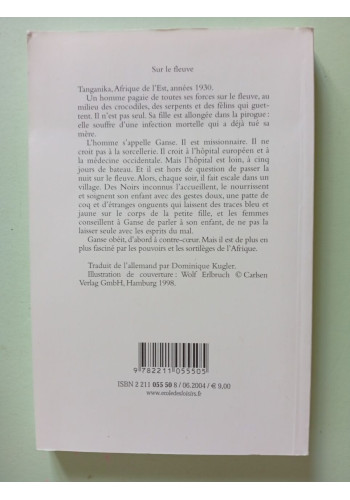 Sur le fleuve
Tanganika, Afrique de l'Est, années 1930.
Un homme pagaie de toutes ses forces sur le fleuve, au
milieu des crocodiles, des serpents et des félins qui guet-
tent. Il n'est pas seul. Sa fille est allongée dans la pirogue :
elle souffre d'une infection mortelle qui a déjà tué sa
mère.
L'homme s'appelle Ganse. Il est missionnaire. Il ne
croit pas à la sorcellerie. Il croit à l'hôpital européen et à
la médecine occidentale. Mais l'hôpital est loin, à cinq
jours de bateau. Et il est hors de question de passer la
nuit sur le fleuve. Alors, chaque soir, il fait escale dans un
village. Des Noirs inconnus l'accueillent, le nourrissent
et soignent son enfant avec des gestes doux, une patte de
coq et d'étranges onguents qui laissent des traces bleu et
jaune sur le corps de la petite fille, et les femmes
conseillent à Ganse de parler à son enfant, de ne pas la
laisser seule avec les esprits du mal.
Ganse obéit, d'abord à contre-cœur. Mais il est de plus
en plus fasciné par les pouvoirs et les sortilèges de l'Afrique.
Traduit de l'allemand par Dominique Kugler.
Illustration de couverture : Wolf Erlbruch © Carlsen
Verlag GmbH, Hamburg 1998.
9 782211 055505
ISBN 2 211 055 50 8 / 06.2004 / € 9,00
www.ecoledesloisirs.fr